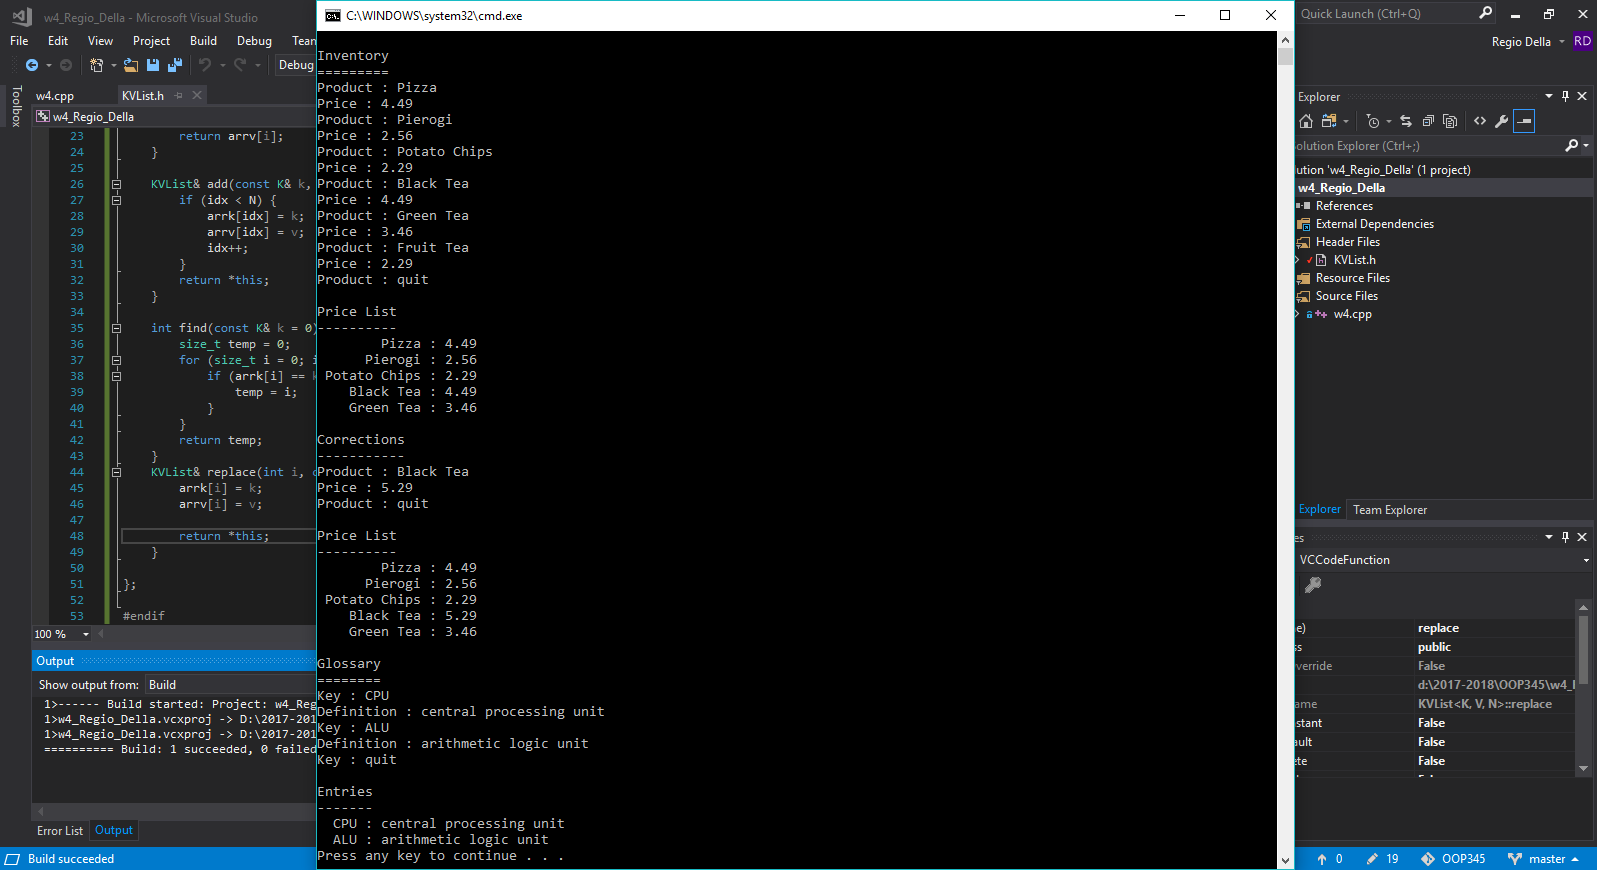 w4_Regio_Della - Microsoft Visual Studio
File Edit View Project Build Debug Tean
Debug
Toolbox
w4.cpp KVList.h
w4_Regio_Della
23 return arrv[i];
24 }
25
26 KVList& add(const K& k,
27 if (idx < N) {
28 arrk[idx] = k;
29 arrv[idx] = v;
30 idx++;
31 }
32 return *this;
33 }
34
35 int find(const K& k = 0)
36 size_t temp = 0;
37 for (size_t i = 0; i
38 if (arrk[i] == k
39 temp = i;
40 }
41 }
42 return temp;
43 }
44 KVList& replace(int i, c
45 arrk[i] = k;
46 arrv[i] = v;
47
48 return *this;
49 }
50
51 };
52
53 #endif
100 %
Output
Show output from: Build
1>------ Build started: Project: w4_Reg
1>w4_Regio_Della.vcxproj -> D:\2017-201
1>w4_Regio_Della.vcxproj -> D:\2017-201
========== Build: 1 succeeded, 0 failed
Error List Output
Build succeeded
C:\WINDOWS\system32\cmd.exe
Inventory
=========
Product : Pizza
Price : 4.49
Product : Pierogi
Price : 2.56
Product : Potato Chips
Price : 2.29
Product : Black Tea
Price : 4.49
Product : Green Tea
Price : 3.46
Product : Fruit Tea
Price : 2.29
Product : quit
Price List
----------
Pizza : 4.49
Pierogi : 2.56
Potato Chips : 2.29
Black Tea : 4.49
Green Tea : 3.46
Corrections
-----------
Product : Black Tea
Price : 5.29
Product : quit
Price List
----------
Pizza : 4.49
Pierogi : 2.56
Potato Chips : 2.29
Black Tea : 5.29
Green Tea : 3.46
Glossary
========
Key : CPU
Definition : central processing unit
Key : ALU
Definition : arithmetic logic unit
Key : quit
Entries
-------
CPU : central processing unit
ALU : arithmetic logic unit
Press any key to continue . . .
Quick Launch (Ctrl+Q)
Regio Della RD
Explorer
olution Explorer (Ctrl+;)
ution 'w4_Regio_Della' (1 project)
w4_Regio_Della
References
External Dependencies
Header Files
KVList.h
Resource Files
Source Files
w4.cpp
Explorer Team Explorer
es
VCCodeFunction
e) replace
ss public
verride False
d:\2017-2018\OOP345\w4_
ame KVList<K, V, N>::replace
stant False
ault False
ete False
0 19 OOP345 master